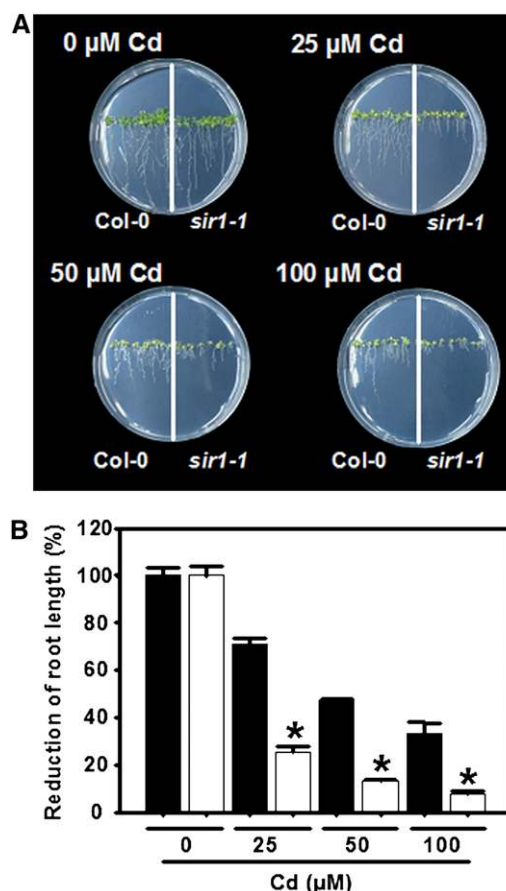 A
0 µM Cd
25 µM Cd
Col-0 sir1-1
Col-0 sir1-1
50 µM Cd
100 µM Cd
Col-0 sir1-1
Col-0 sir1-1
B
Reduction of root length (%)
120
100
80
60
40
20
0
*
*
*
0 25 50 100
Cd (µM)